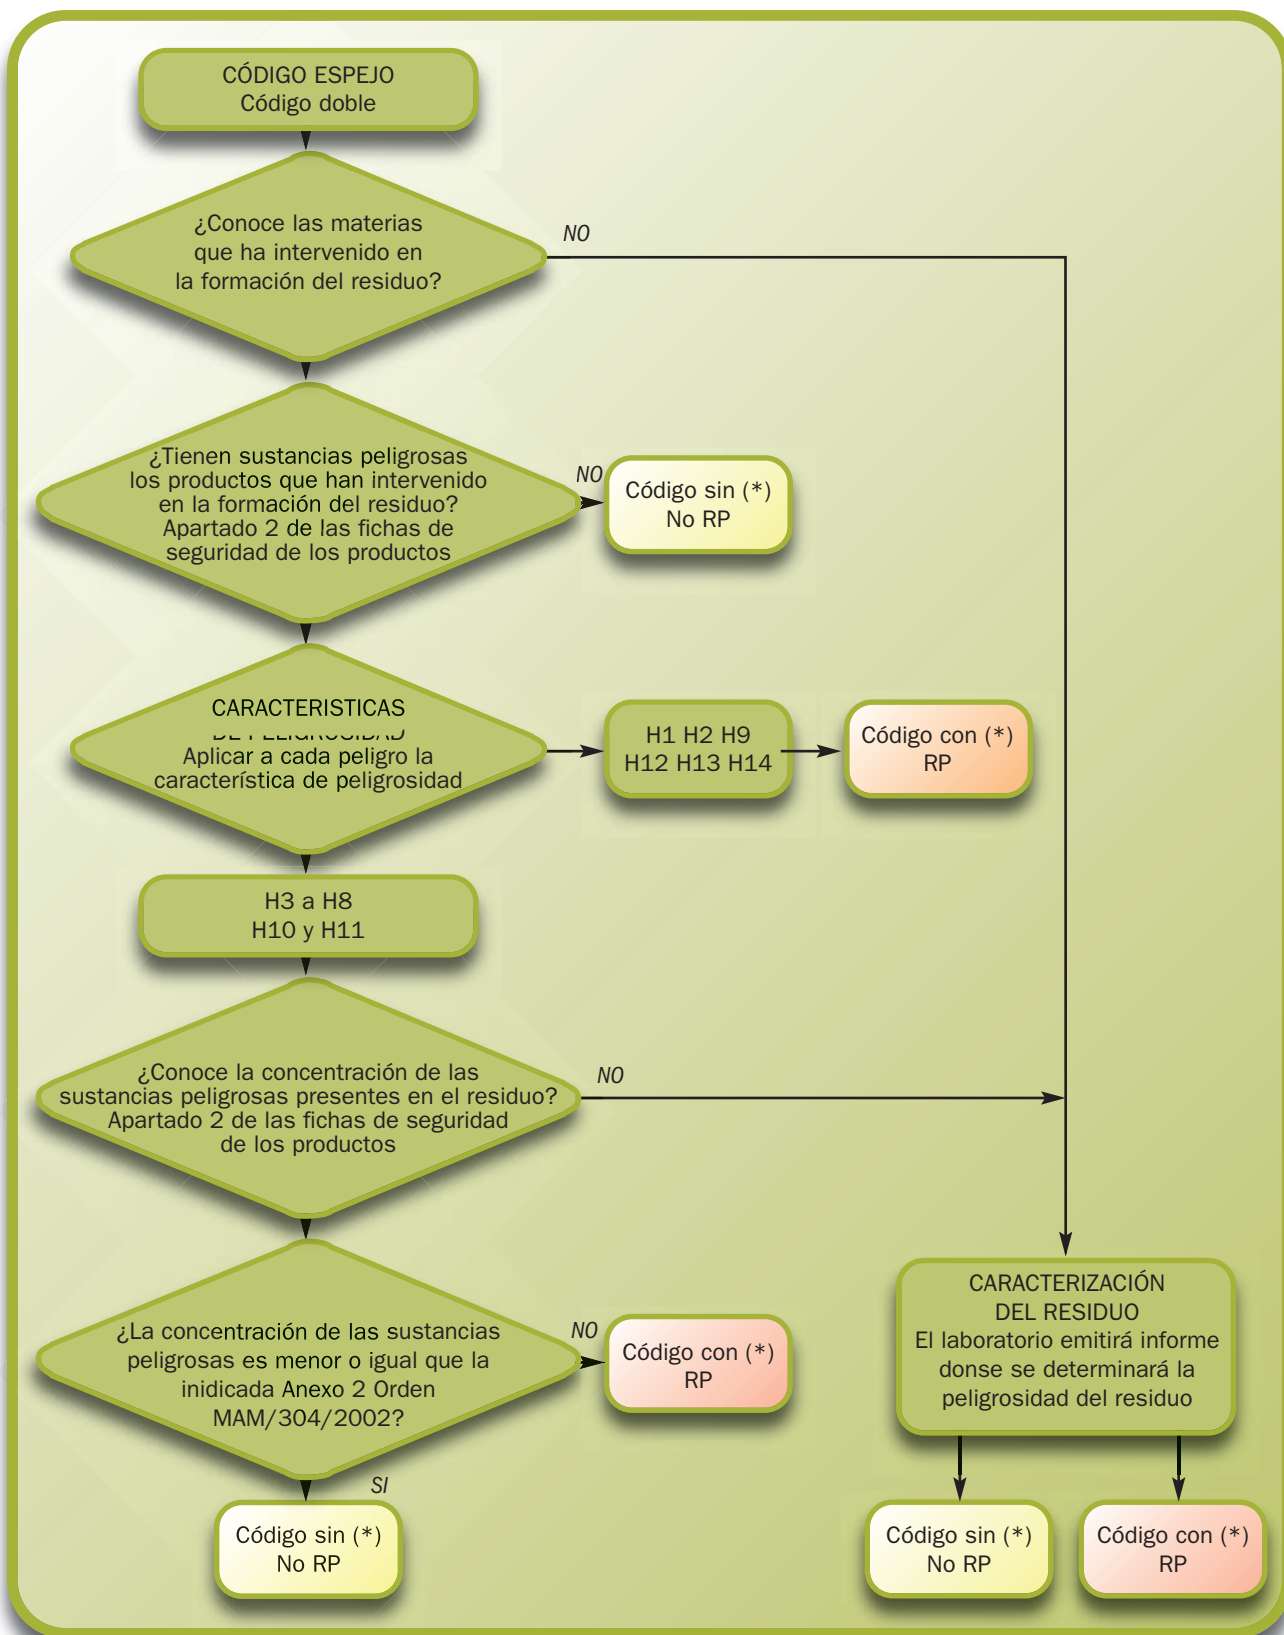 CÓDIGO ESPEJO
Código doble
¿Conoce las materias
que ha intervenido en
la formación del residuo?
NO
¿Tienen sustancias peligrosas
los productos que han intervenido
en la formación del residuo?
Apartado 2 de las fichas de
seguridad de los productos
NO
Código sin (*)
No RP
CARACTERISTICAS
DE PELIGROSIDAD
Aplicar a cada peligro la
característica de peligrosidad
H1 H2 H9
H12 H13 H14
Código con (*)
RP
H3 a H8
H10 y H11
¿Conoce la concentración de las
sustancias peligrosas presentes en el residuo?
Apartado 2 de las fichas de seguridad
de los productos
NO
¿La concentración de las sustancias
peligrosas es menor o igual que la
inidicada Anexo 2 Orden
MAM/304/2002?
NO
Código con (*)
RP
SI
Código sin (*)
No RP
CARACTERIZACIÓN
DEL RESIDUO
El laboratorio emitirá informe
donse se determinará la
peligrosidad del residuo
Código sin (*)
No RP
Código con (*)
RP